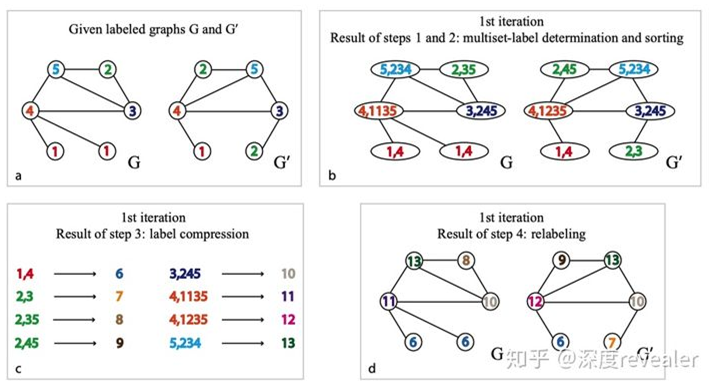 Given labeled graphs G and G′
5 2
4 3
1 1
G
2 5
4 3
1 2
G′
a
1st iteration
Result of steps 1 and 2: multiset-label determination and sorting
5,234 2,35
4,1135 3,245
1,4 1,4
G
2,45 5,234
4,1235 3,245
1,4 2,3
G′
b
1st iteration
Result of step 3: label compression
1,4 6 3,245 10
2,3 7 4,1135 11
2,35 8 4,1235 12
2,45 9 5,234 13
c
1st iteration
Result of step 4: relabeling
13 8
11 10
6 6
G
9 13
12 10
6 7
G′
d
知乎 @深度revealer